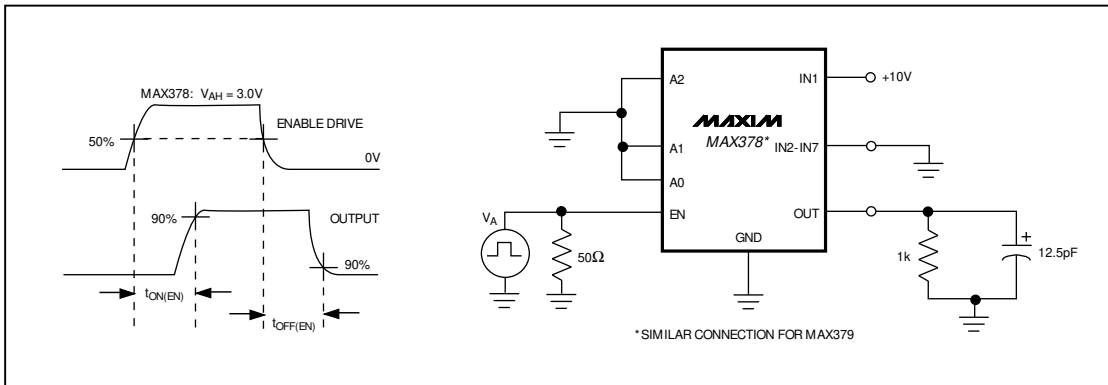 MAX378: VAH = 3.0V
ENABLE DRIVE
50%
0V
OUTPUT
90%
90%
tON(EN)
tOFF(EN)
A2
IN1
+10V
MAXIM
MAX378*
A1
IN2-IN7
A0
EN
OUT
VA
GND
50Ω
1k
+
12.5pF
*SIMILAR CONNECTION FOR MAX379